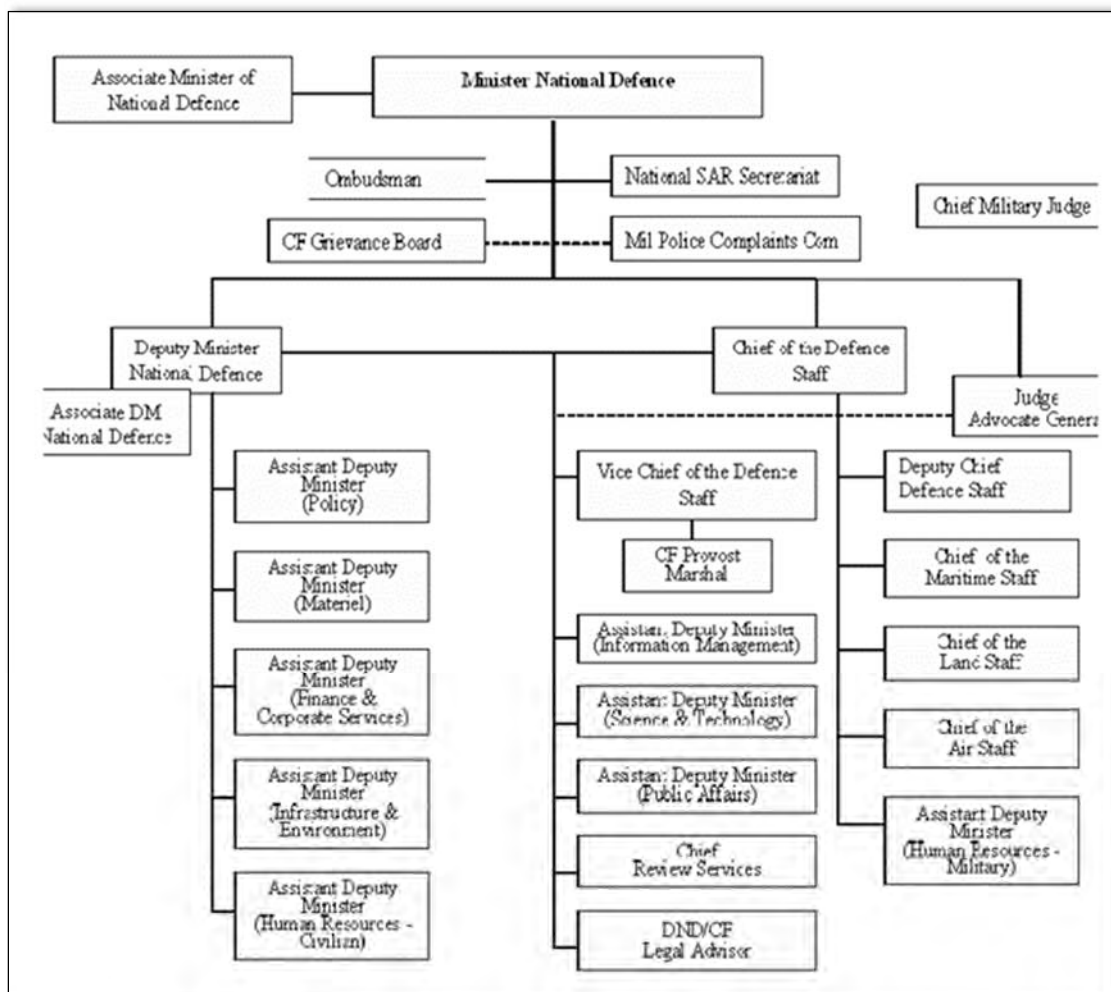 Associate Minister of
National Defence
Minister National Defence
Ombudsman
National SAR Secretariat
Chief Military Judge
CF Grievance Board
Mil Police Complaints Com
Deputy Minister
National Defence
Chief of the Defence
Staff
Associate DM
National Defence
Judge
Advocate Genera
Assistant Deputy
Minister
(Policy)
Vice Chief of the Defence
Staff
Deputy Chief
Defence Staff
CF Provost
Marshal
Assistant Deputy
Minister
(Materiel)
Chief of the
Maritime Staff
Assistant Deputy Minister
(Information Management)
Chief of the
Land Staff
Assistant Deputy
Minister
(Finance &
Corporate Services)
Assistant Deputy Minister
(Science & Technology)
Chief of the
Air Staff
Assistant Deputy
Minister
(Infrastructure &
Environment)
Assistant Deputy Minister
(Public Affairs)
Assistant Deputy
Minister
(Human Resources -
Military)
Chief
Review Services
Assistant Deputy
Minister
(Human Resources -
Civilian)
DND/CF
Legal Advisor